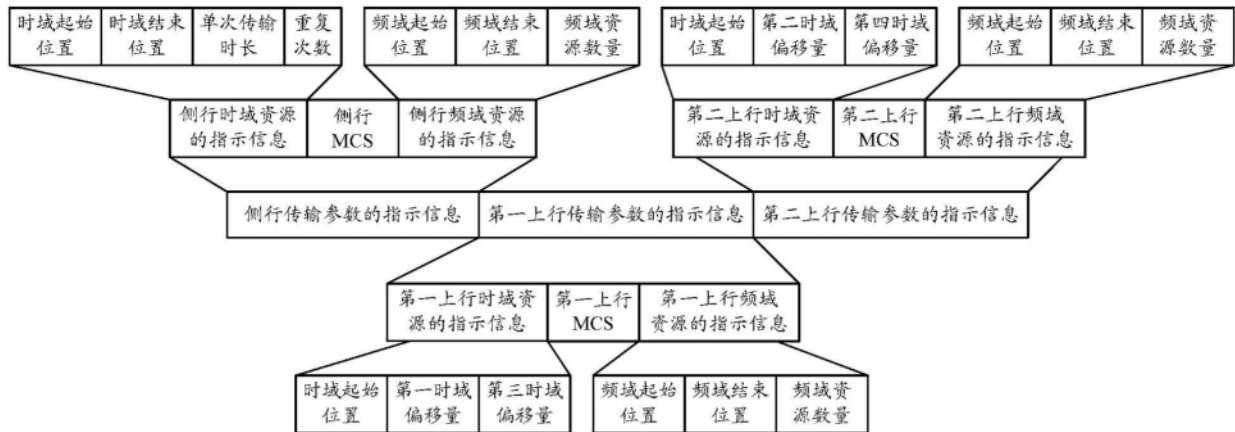 时域起始 时域结束 单次传输 重复 频域起始 频域结束 频域资 时域起始 第二时域 第四时域 频域起始 频域结束 频域资
位置 位置 时长 次数 位置 位置 源数量 位置 偏移量 偏移量 位置 位置 源数量
侧行时域资源 侧行 侧行频域资源 第二上行时域资 第二上行 第二上行频域
的指示信息 MCS 的指示信息 源的指示信息 MCS 资源的指示信息
侧行传输参数的指示信息 第一上行传输参数的指示信息 第二上行传输参数的指示信息
第一上行时域资 第一上行 第一上行频域
源的指示信息 MCS 资源的指示信息
时域起始 第一时域 第三时域 频域起始 频域结束 频域资
位置 偏移量 偏移量 位置 位置 源数量